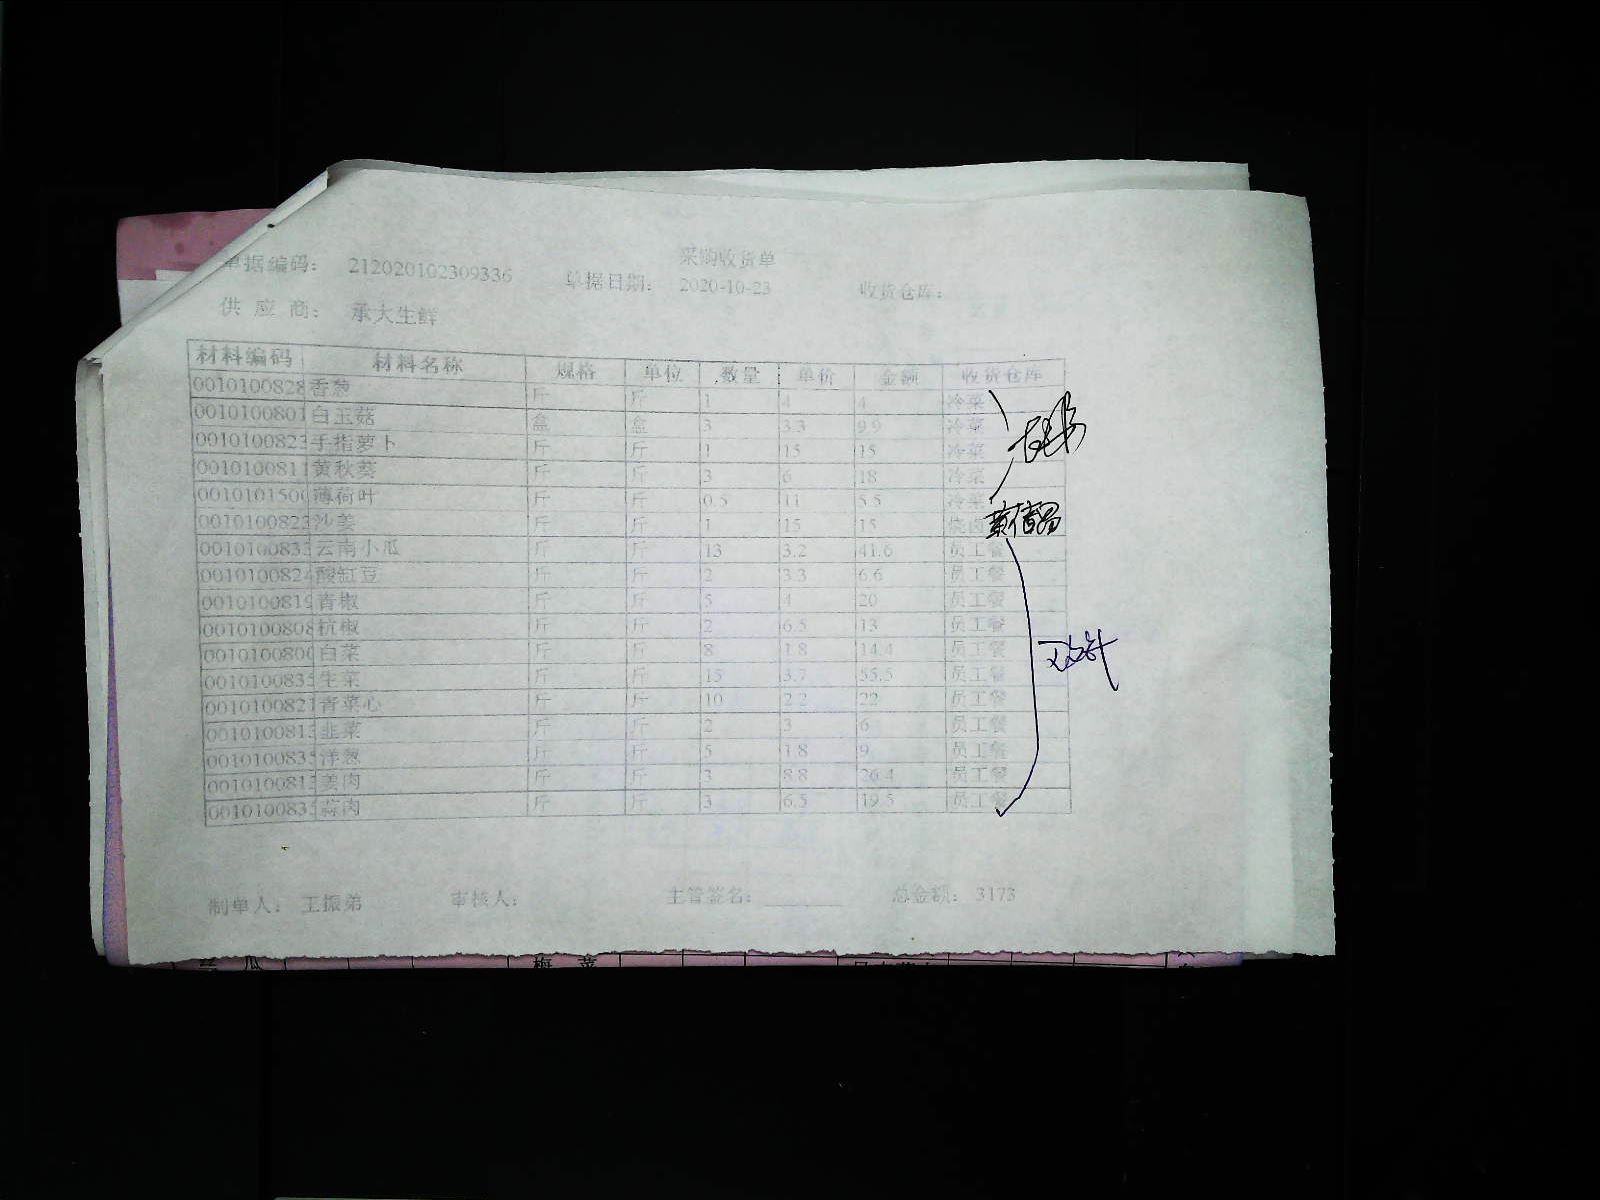 采购收货单
单据编码： 212020102309336 单据日期： 2020-10-23 收货仓库：
供 应 商： 承大生鲜
材料编码 材料名称 规格 单位 数量 单价 金额 收货仓库
0010100828 香葱 斤 斤 1 4 4 冷菜
0010100801 白玉菇 盒 盒 3 3.3 9.9 冷菜
001010082 手指萝卜 斤 斤 1 15 15 冷菜
0010100811 黄秋葵 斤 斤 3 6 18 冷菜
0010101500 薄荷叶 斤 斤 0.5 11 5.5 冷菜
001010082 沙姜 斤 斤 1 15 15 烧卤
001010083 云南小瓜 斤 斤 13 3.2 41.6 员工餐
0010100824 酸缸豆 斤 斤 2 3.3 6.6 员工餐
0010100819 青椒 斤 斤 5 4 20 员工餐
0010100808 杭椒 斤 斤 2 6.5 13 员工餐
0010100800 白菜 斤 斤 8 1.8 14.4 员工餐
001010083 生菜 斤 斤 15 3.7 55.5 员工餐
0010100821 青菜心 斤 斤 10 2.2 22 员工餐
001010081 韭菜 斤 斤 2 3 6 员工餐
001010083 洋葱 斤 斤 5 1.8 9 员工餐
001010081 姜肉 斤 斤 3 8.8 26.4 员工餐
001010083 蒜肉 斤 斤 3 6.5 19.5 员工餐
制单人： 王振弟 审核人： 主管签名： 总金额： 3173
梅 菜